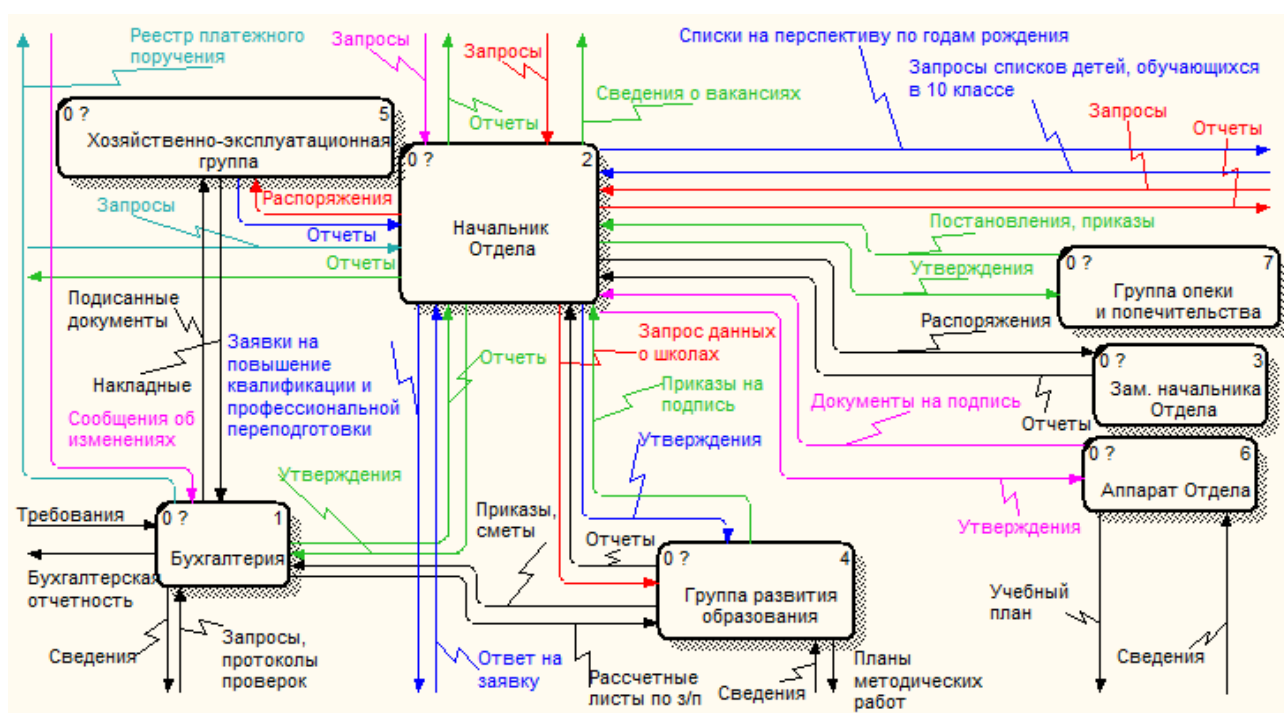 Реестр платежного
поручения
Запросы
Запросы
Отчеты
Сведения о вакансиях
Списки на перспективу по годам рождения
Запросы списков детей, обучающихся
в 10 классе
Запросы
Отчеты
0 ?
5
Хозяйственно-эксплуатационная
группа
0 ?
2
Начальник
Отдела
Распоряжения
Запросы
Отчеты
Отчеты
Постановления, приказы
Утверждения
0 ?
7
Группа опеки
и попечительства
Распоряжения
0 ?
3
Зам. начальника
Отдела
Отчеты
Подисанные
документы
Накладные
Заявки на
повышение
квалификации и
профессиональной
переподготовки
Отчеть
Запрос данных
о школах
Приказы на
подпись
Документы на подпись
Сообщения об
изменениях
Утверждения
Утверждения
0 ?
6
Аппарат Отдела
Утверждения
Требования
0 ?
1
Бухгалтерия
Бухгалтерская
отчетность
Приказы,
сметы
Отчеты
0 ?
4
Группа развития
образования
Учебный
план
Сведения
Сведения
Запросы,
протоколы
проверок
Ответ на
заявку
Рассчетные
листы по з/п
Сведения
Планы
методических
работ